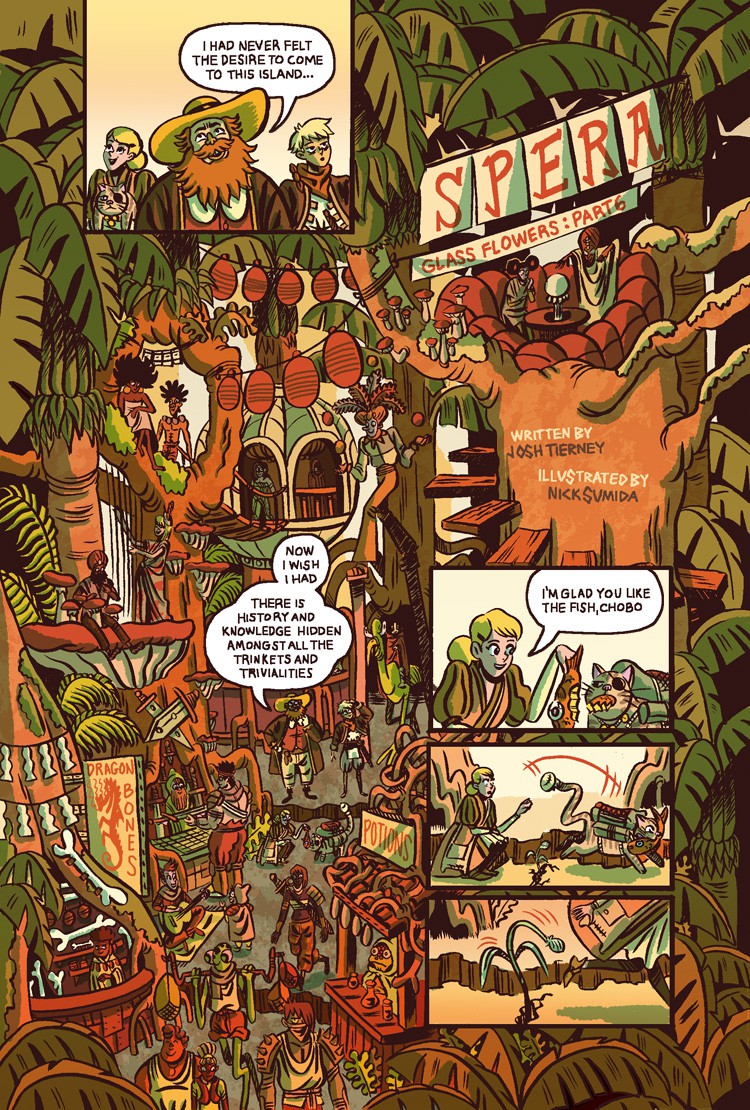 I HAD NEVER FELT
THE DESIRE TO COME
TO THIS ISLAND...
SPERA
GLASS FLOWERS: PART 6
WRITTEN BY
JOSH TIERNEY
ILLUSTRATED BY
NICK SUMIDA
NOW
I WISH
I HAD
THERE IS
HISTORY AND
KNOWLEDGE HIDDEN
AMONGST ALL THE
TRINKETS AND
TRIVIALITIES
I'M GLAD YOU LIKE
THE FISH, CHOBO
DRAGON
BONES
POTIONS